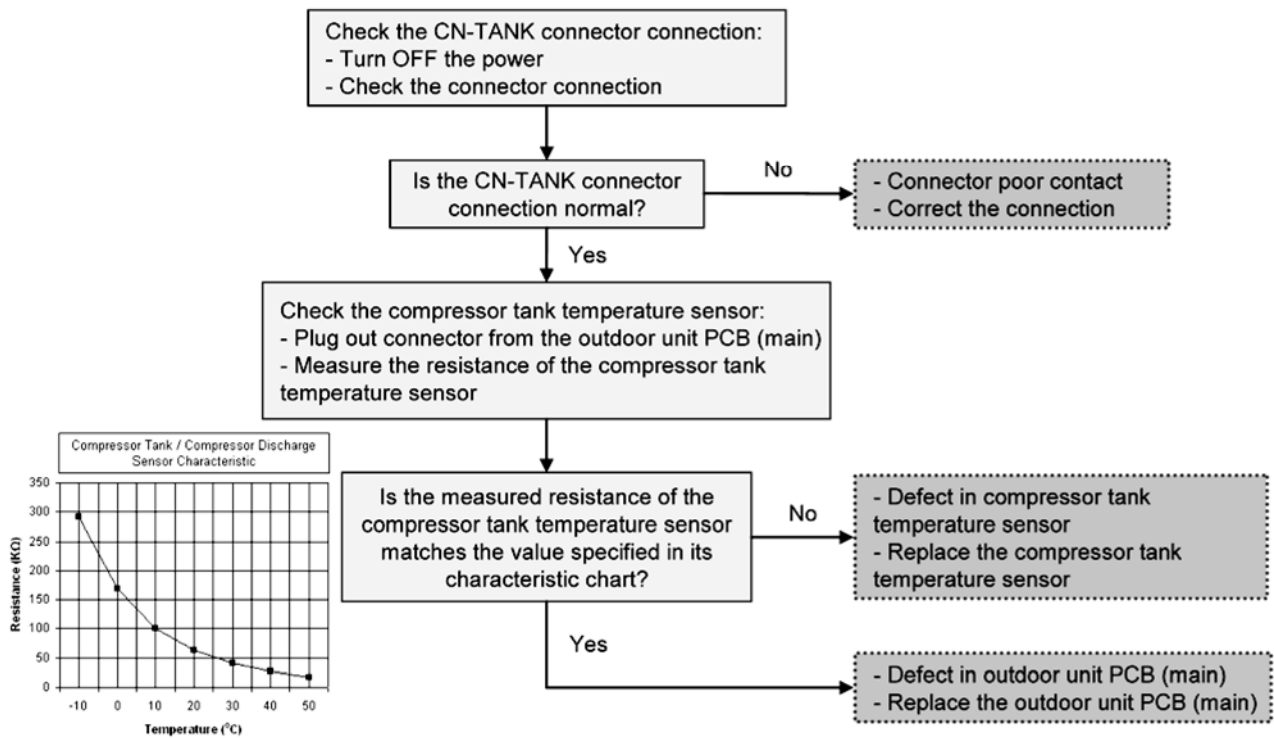 Check the CN-TANK connector connection:
- Turn OFF the power
- Check the connector connection
Is the CN-TANK connector
connection normal?
No
- Connector poor contact
- Correct the connection
Yes
Check the compressor tank temperature sensor:
- Plug out connector from the outdoor unit PCB (main)
- Measure the resistance of the compressor tank
temperature sensor
Compressor Tank / Compressor Discharge
Sensor Characteristic
Resistance (KΩ)
350
300
250
200
150
100
50
0
-10 0 10 20 30 40 50
Temperature (°C)
Is the measured resistance of the
compressor tank temperature sensor
matches the value specified in its
characteristic chart?
No
- Defect in compressor tank
temperature sensor
- Replace the compressor tank
temperature sensor
Yes
- Defect in outdoor unit PCB (main)
- Replace the outdoor unit PCB (main)